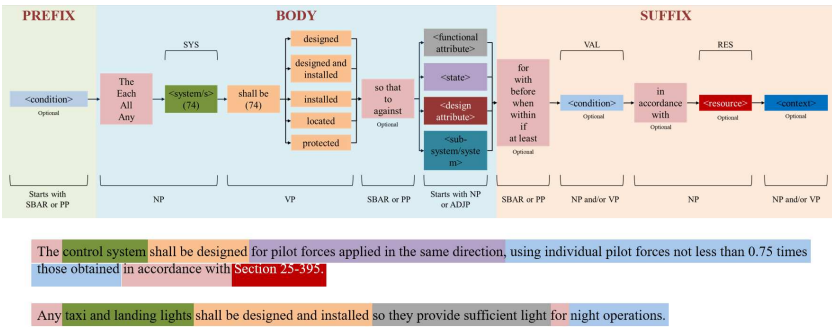 PREFIX
BODY
SUFFIX
SYS
VAL
RES
<condition>
Optional
The
Each
All
Any
<system/s>
(74)
shall be
(74)
designed
designed and
installed
installed
located
protected
so that
to
against
Optional
<functional
attribute>
<state>
<design
attribute>
<sub-
system/syste
m>
for
with
before
when
within
if
at least
Optional
<condition>
Optional
in
accordance
with
Optional
<resource>
Optional
<context>
Optional
Starts with
SBAR or PP
NP
VP
SBAR or PP
Starts with NP
or ADJP
SBAR or PP
NP and/or VP
NP
NP and/or VP
The control system shall be designed for pilot forces applied in the same direction, using individual pilot forces not less than 0.75 times
those obtained in accordance with Section 25-395.
Any taxi and landing lights shall be designed and installed so they provide sufficient light for night operations.